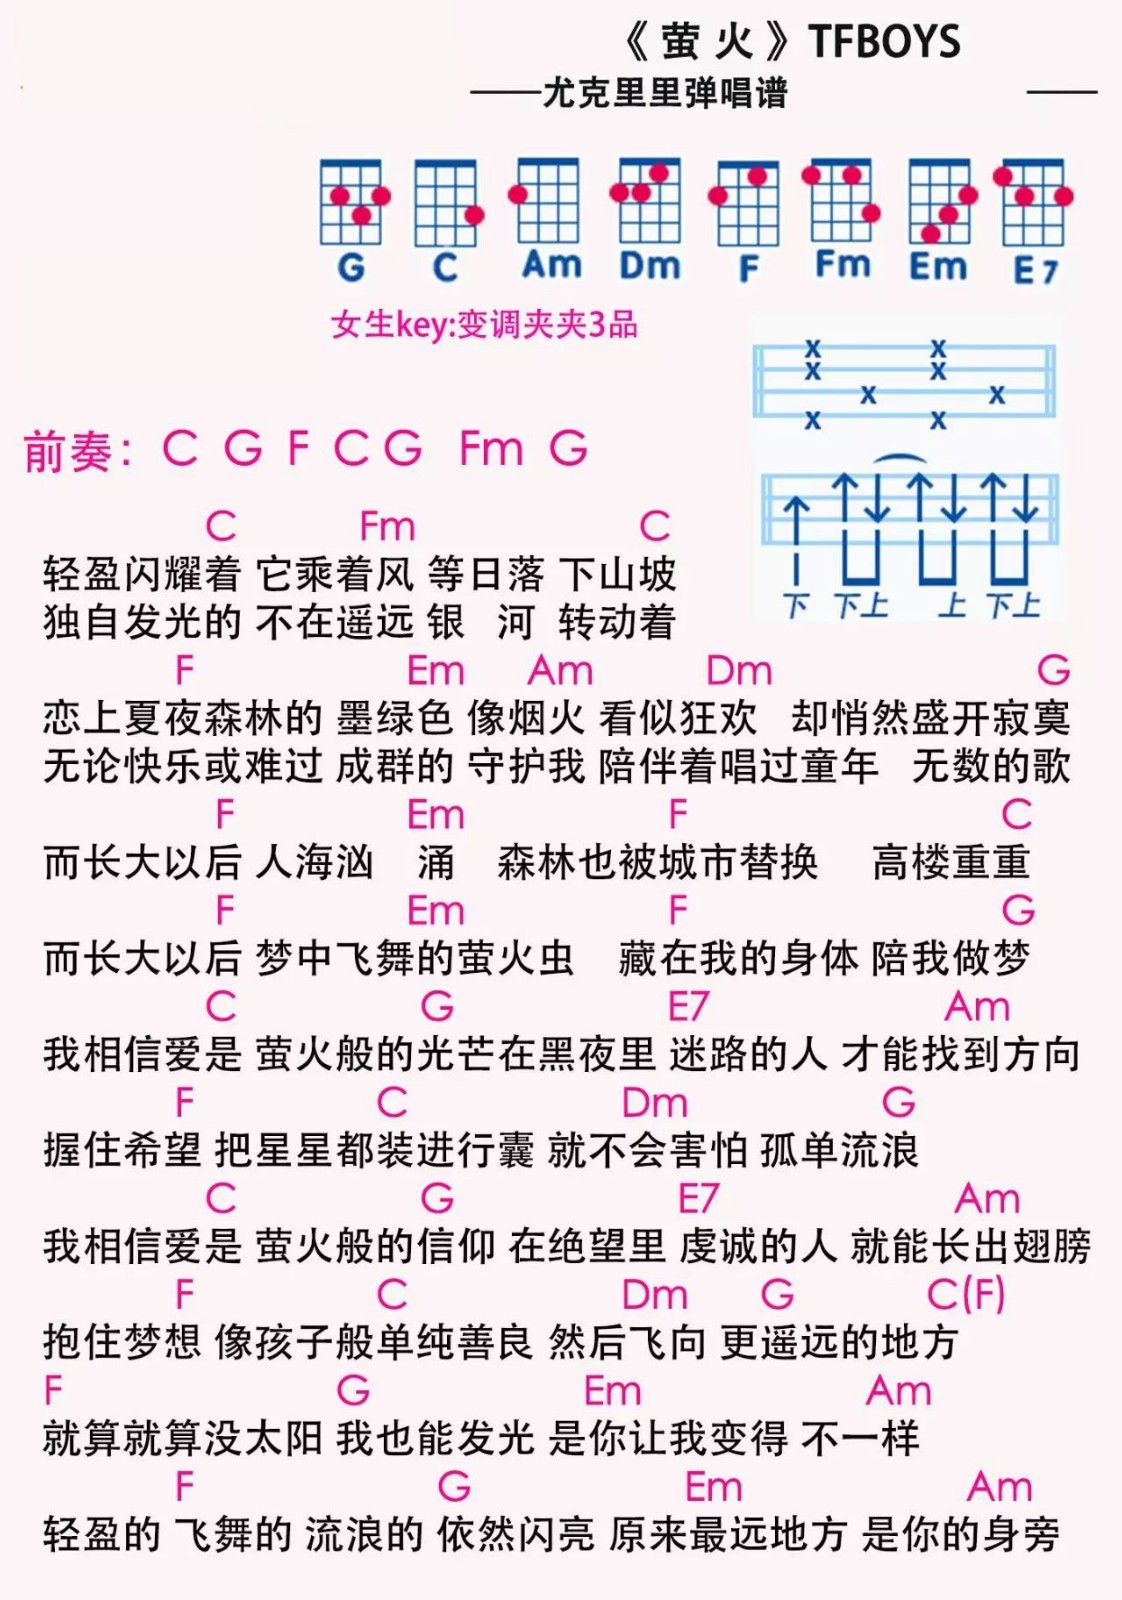 《萤火》TFBOYS
——尤克里里弹唱谱 ——
G C Am Dm F Fm Em E7
女生key:变调夹夹3品
x x
x x
x x
x x
前奏： C G F C G Fm G
下 下上 上 下上
C Fm C
轻盈闪耀着 它乘着风 等日落 下山坡
独自发光的 不在遥远 银 河 转动着
F Em Am Dm G
恋上夏夜森林的 墨绿色 像烟火 看似狂欢 却悄然盛开寂寞
无论快乐或难过 成群的 守护我 陪伴着唱过童年 无数的歌
F Em F C
而长大以后 人海汹 涌 森林也被城市替换 高楼重重
F Em F G
而长大以后 梦中飞舞的萤火虫 藏在我的身体 陪我做梦
C G E7 Am
我相信爱是 萤火般的光芒在黑夜里 迷路的人 才能找到方向
F C Dm G
握住希望 把星星都装进行囊 就不会害怕 孤单流浪
C G E7 Am
我相信爱是 萤火般的信仰 在绝望里 虔诚的人 就能长出翅膀
F C Dm G C(F)
抱住梦想 像孩子般单纯善良 然后飞向 更遥远的地方
F G Em Am
就算就算没太阳 我也能发光 是你让我变得 不一样
F G Em Am
轻盈的 飞舞的 流浪的 依然闪亮 原来最远地方 是你的身旁